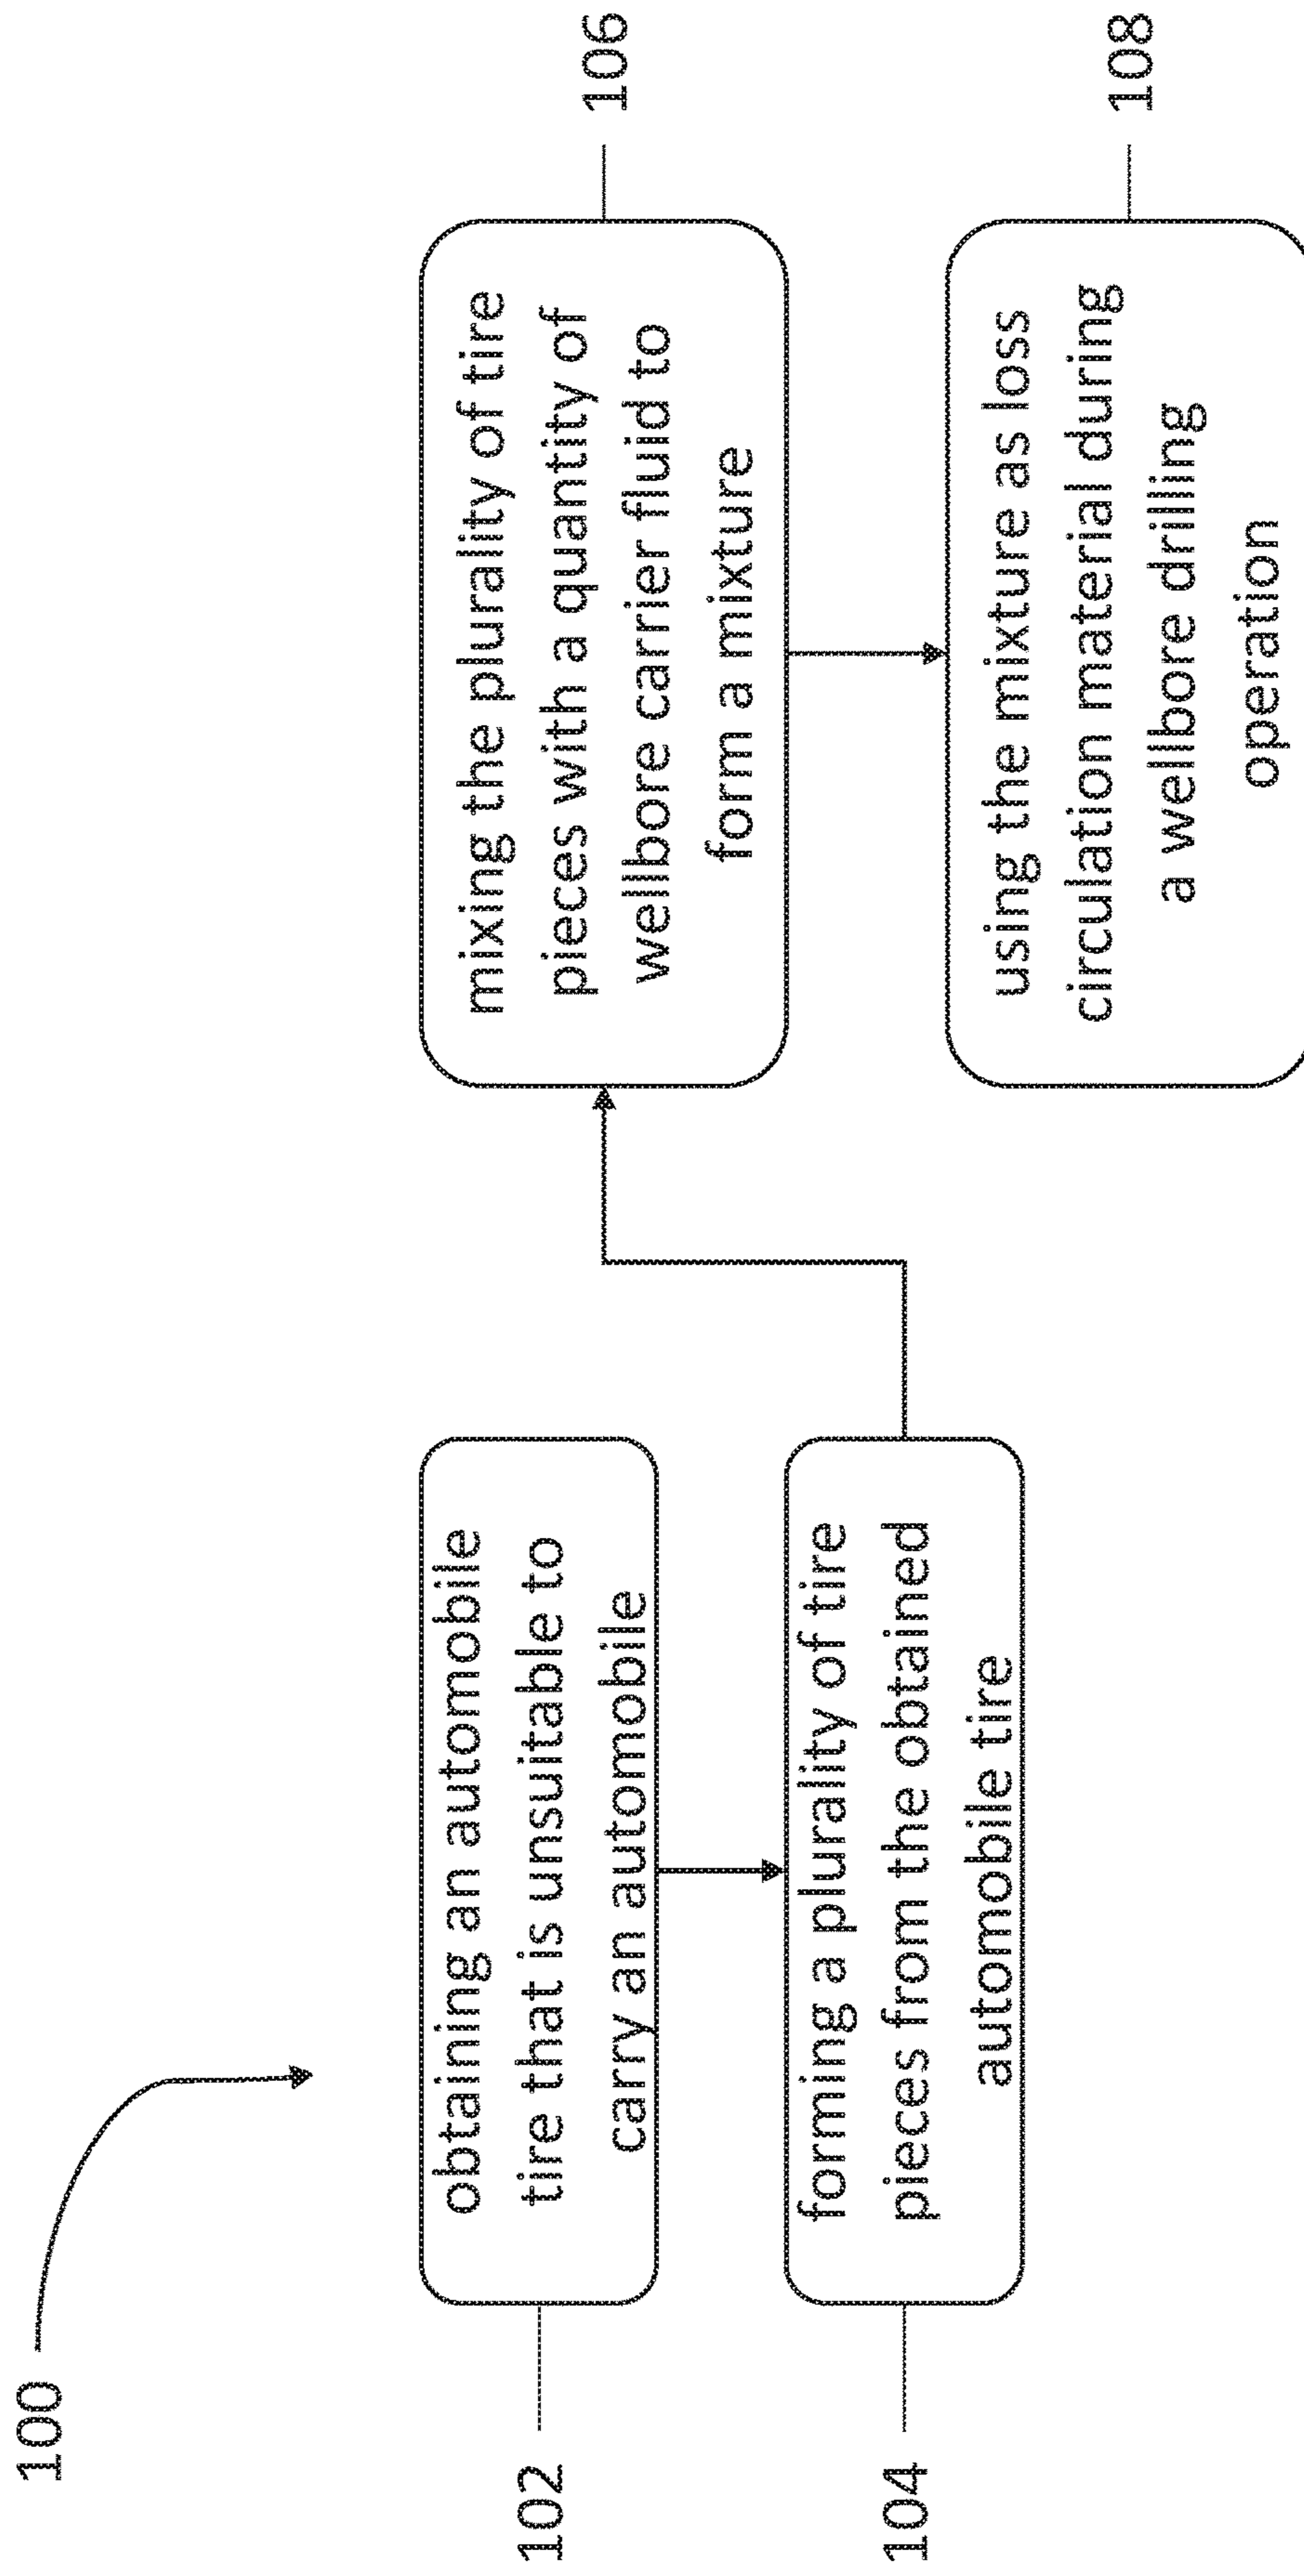 100
102
obtaining an automobile
tire that is unsuitable to
carry an automobile
104
forming a plurality of tire
pieces from the obtained
automobile tire
mixing the plurality of tire
pieces with a quantity of
wellbore carrier fluid to
form a mixture
106
using the mixture as loss
circulation material during
a wellbore drilling
operation
108